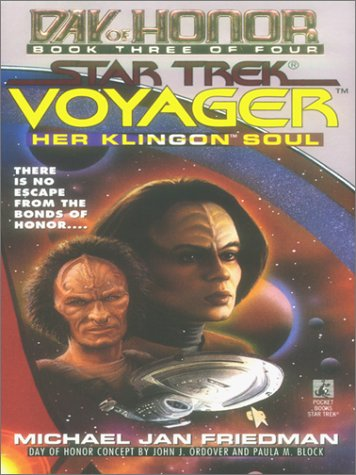 DAY OF HONOR
BOOK THREE OF FOUR
STAR TREK®
VOYAGER™
HER KLINGON™ SOUL
THERE
IS NO
ESCAPE
FROM THE
BONDS OF
HONOR....
POCKET
BOOKS
STAR TREK®
MICHAEL JAN FRIEDMAN
DAY OF HONOR CONCEPT BY JOHN J. ORDOVER AND PAULA M. BLOCK